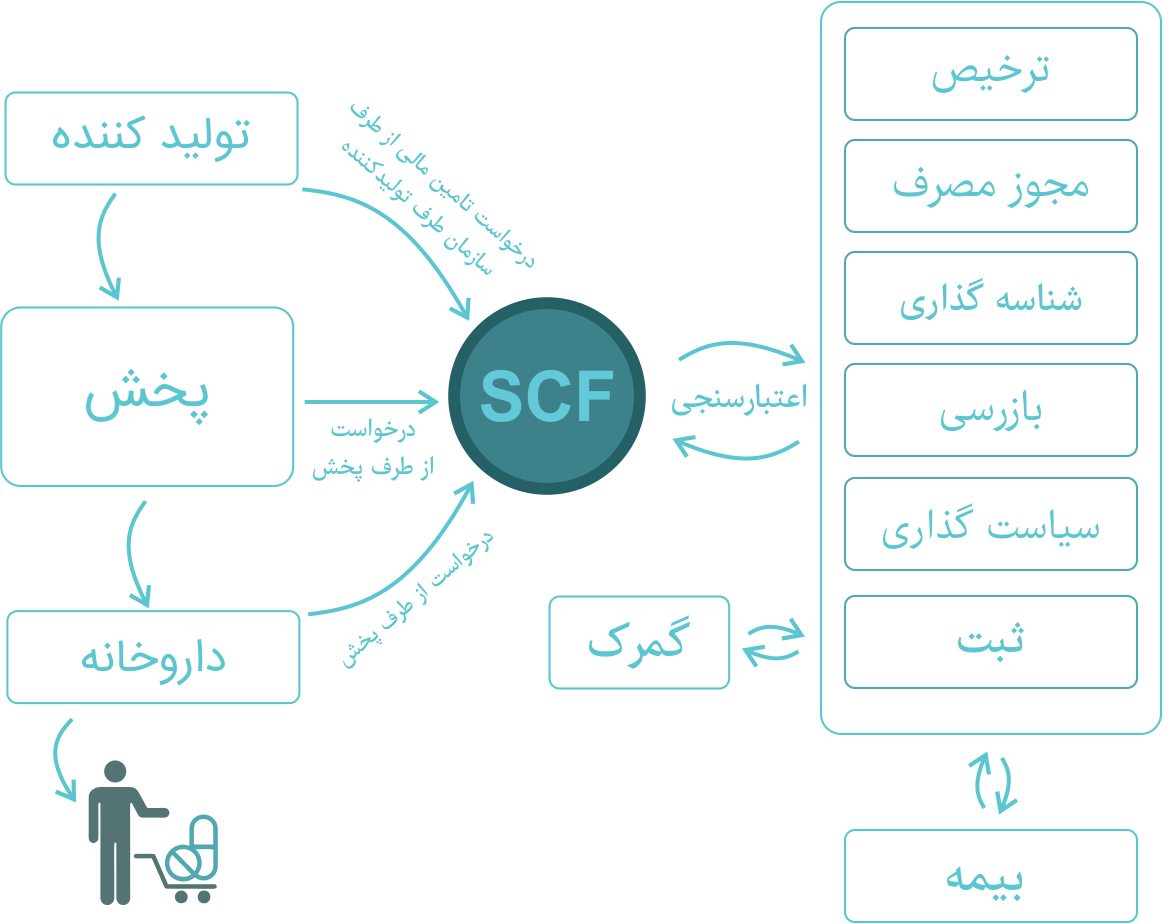 تولید کننده
درخواست تامین مالی از طرف
سازمان طرف تولیدکننده
پخش
درخواست
از طرف پخش
داروخانه
درخواست از طرف پخش
SCF
اعتبارسنجی
ترخیص
مجوز مصرف
شناسه گذاری
بازرسی
سیاست گذاری
ثبت
گمرک
بیمه